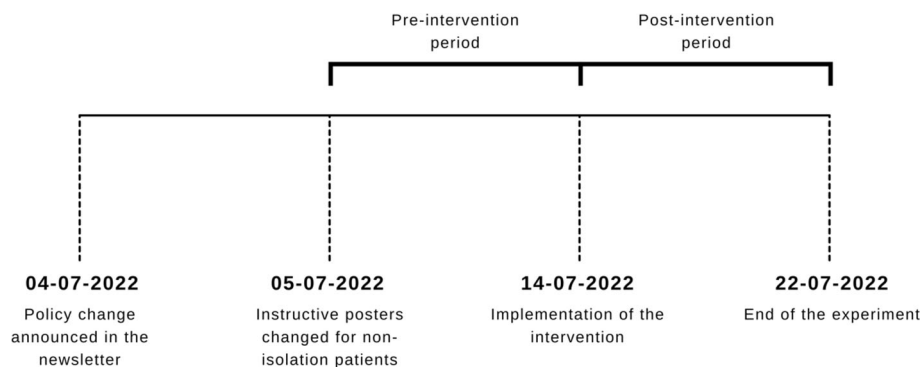 Pre-intervention
period
Post-intervention
period
04-07-2022
Policy change
announced in the
newsletter
05-07-2022
Instructive posters
changed for non-
isolation patients
14-07-2022
Implementation of the
intervention
22-07-2022
End of the experiment